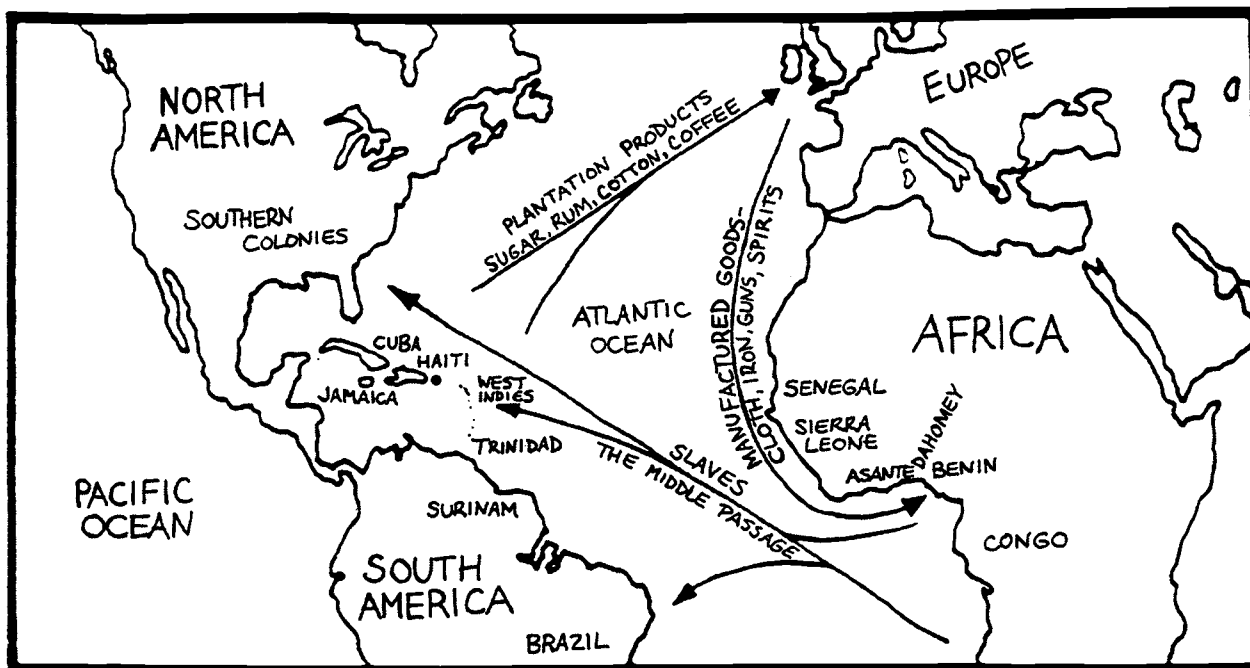 NORTH
AMERICA
EUROPE
PLANTATION PRODUCTS
SUGAR, RUM, COTTON, COFFEE
SOUTHERN
COLONIES
MANUFACTURED GOODS-
CLOTH, IRON, GUNS, SPIRITS
ATLANTIC
OCEAN
AFRICA
CUBA
HAITI
JAMAICA
WEST
INDIES
TRINIDAD
SENEGAL
SIERRA
LEONE
ASANTE
DAHOMEY
BENIN
SLAVES
THE MIDDLE PASSAGE
PACIFIC
OCEAN
SURINAM
CONGO
SOUTH
AMERICA
BRAZIL